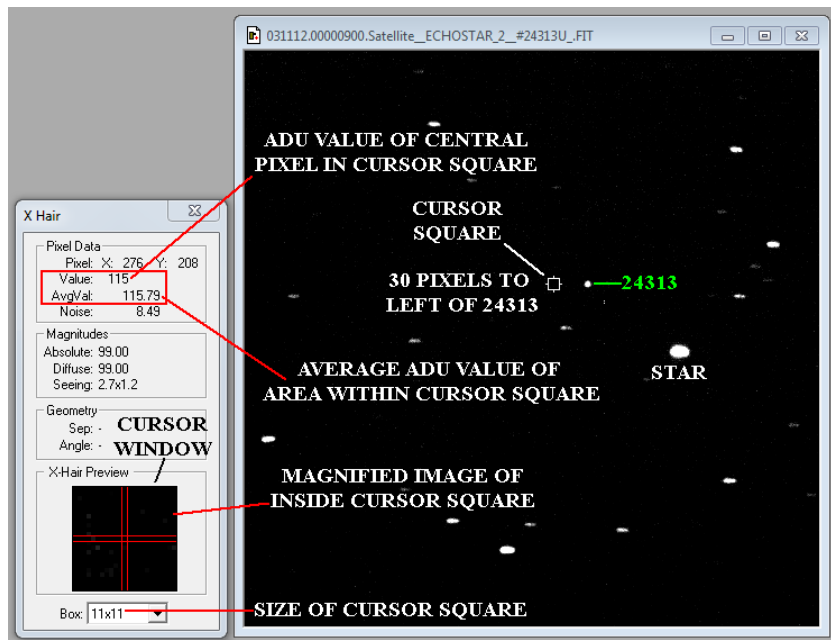 031112.00000900.Satellite__ECHOSTAR_2__#24313U_.FIT
ADU VALUE OF CENTRAL
PIXEL IN CURSOR SQUARE
CURSOR
SQUARE
30 PIXELS TO
LEFT OF 24313
24313
STAR
AVERAGE ADU VALUE OF
AREA WITHIN CURSOR SQUARE
MAGNIFIED IMAGE OF
INSIDE CURSOR SQUARE
SIZE OF CURSOR SQUARE
X Hair
Pixel Data
Pixel: X: 276 Y: 208
Value: 115
AvgVal: 115.79
Noise: 8.49
Magnitudes
Absolute: 99.00
Diffuse: 99.00
Seeing: 2.7x1.2
Geometry
Sep: -
Angle: -
CURSOR
WINDOW
X-Hair Preview
Box: 11x11